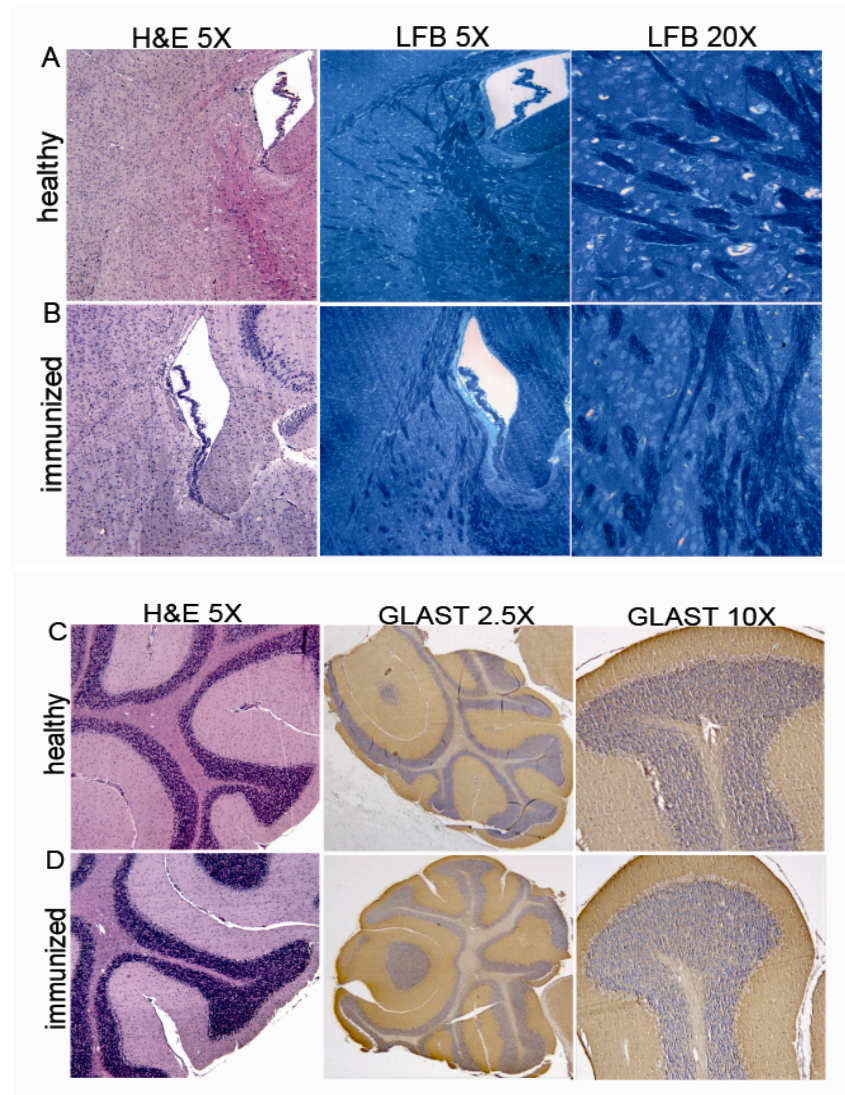 H&E 5X LFB 5X LFB 20X
A
healthy
B
immunized
H&E 5X GLAST 2.5X GLAST 10X
C
healthy
D
immunized